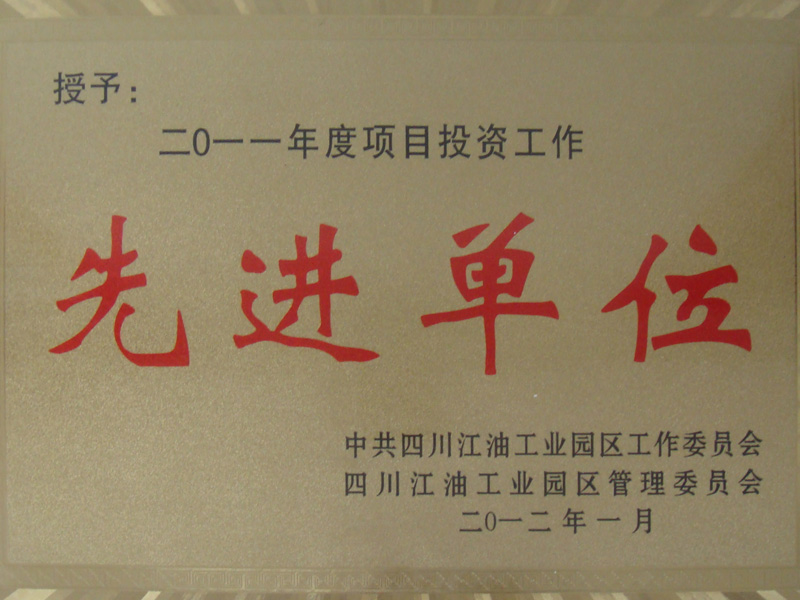 授予：
二0一一年度项目投资工作
先进单位
中共四川江油工业园区工作委员会
四川江油工业园区管理委员会
二0一二年一月